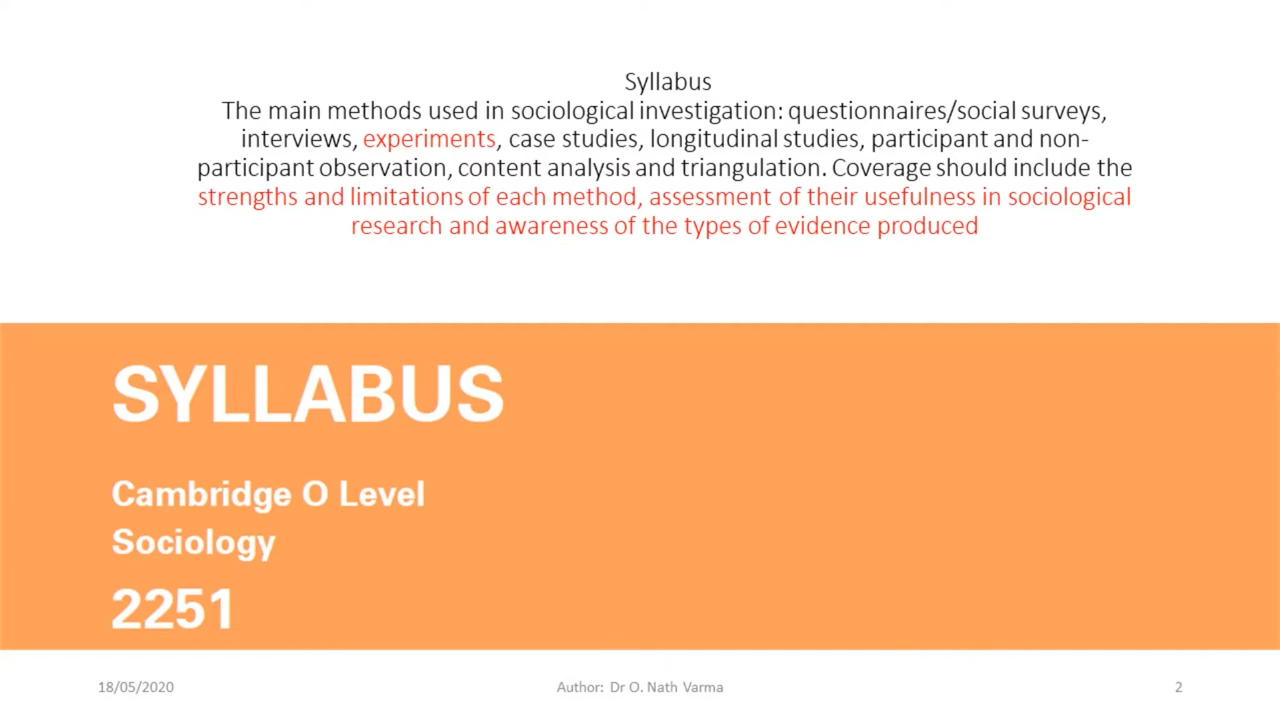 Syllabus
The main methods used in sociological investigation: questionnaires/social surveys,
interviews, experiments, case studies, longitudinal studies, participant and non-
participant observation, content analysis and triangulation. Coverage should include the
strengths and limitations of each method, assessment of their usefulness in sociological
research and awareness of the types of evidence produced
SYLLABUS
Cambridge O Level
Sociology
2251
18/05/2020
Author: Dr O. Nath Varma
2